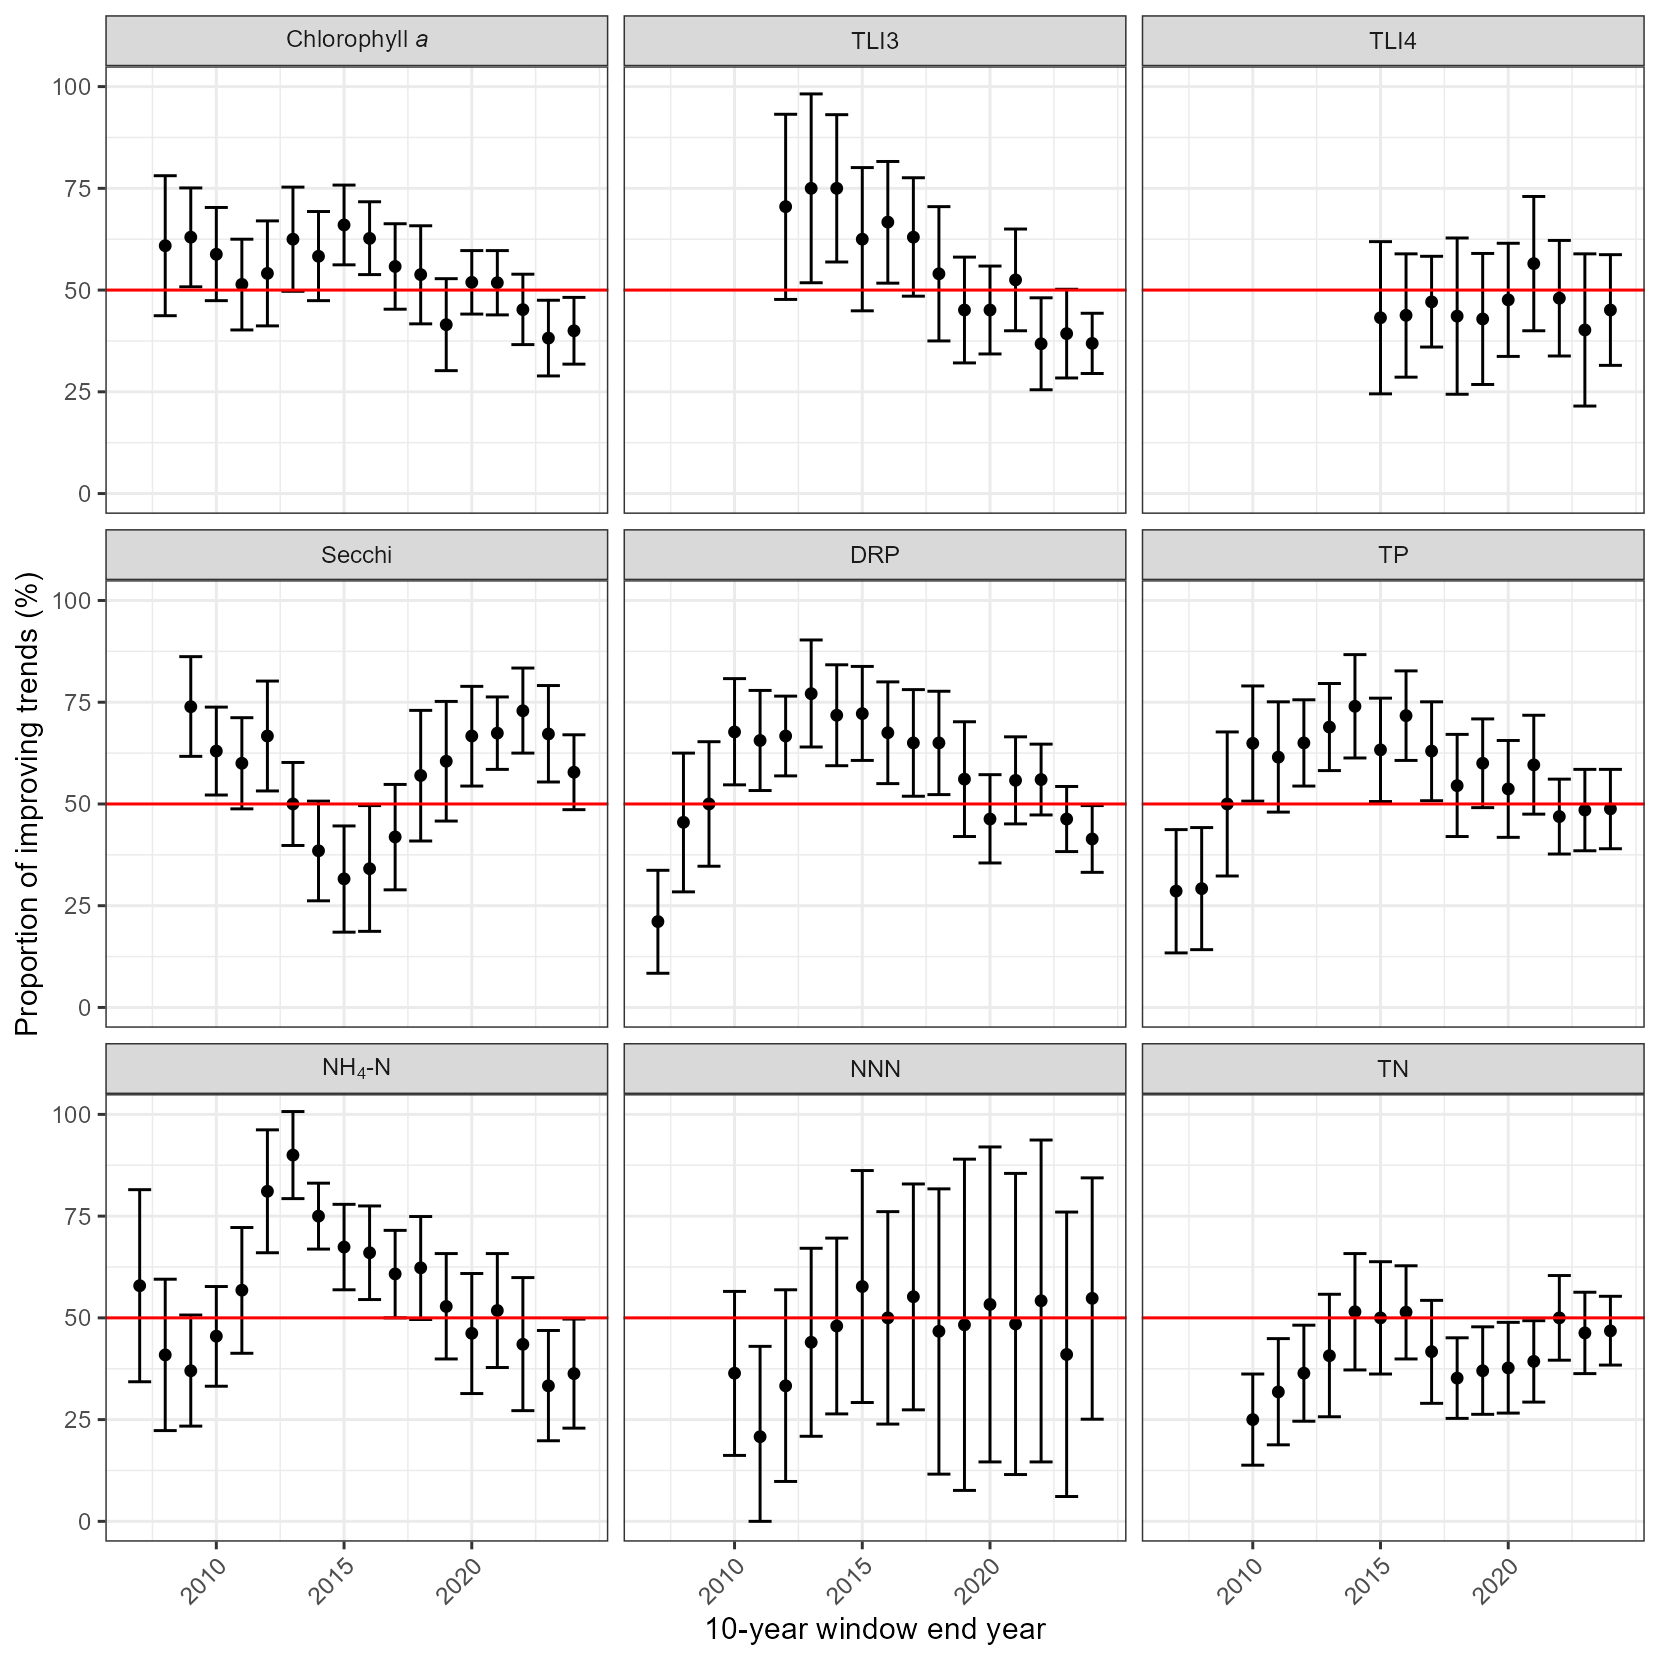 Chlorophyll a
TLI3
TLI4
100
75
50
25
0
Secchi
DRP
TP
100
75
50
25
0
Proportion of improving trends (%)
NH₄-N
NNN
TN
100
75
50
25
0
2010
2015
2020
2010
2015
2020
2010
2015
2020
10-year window end year